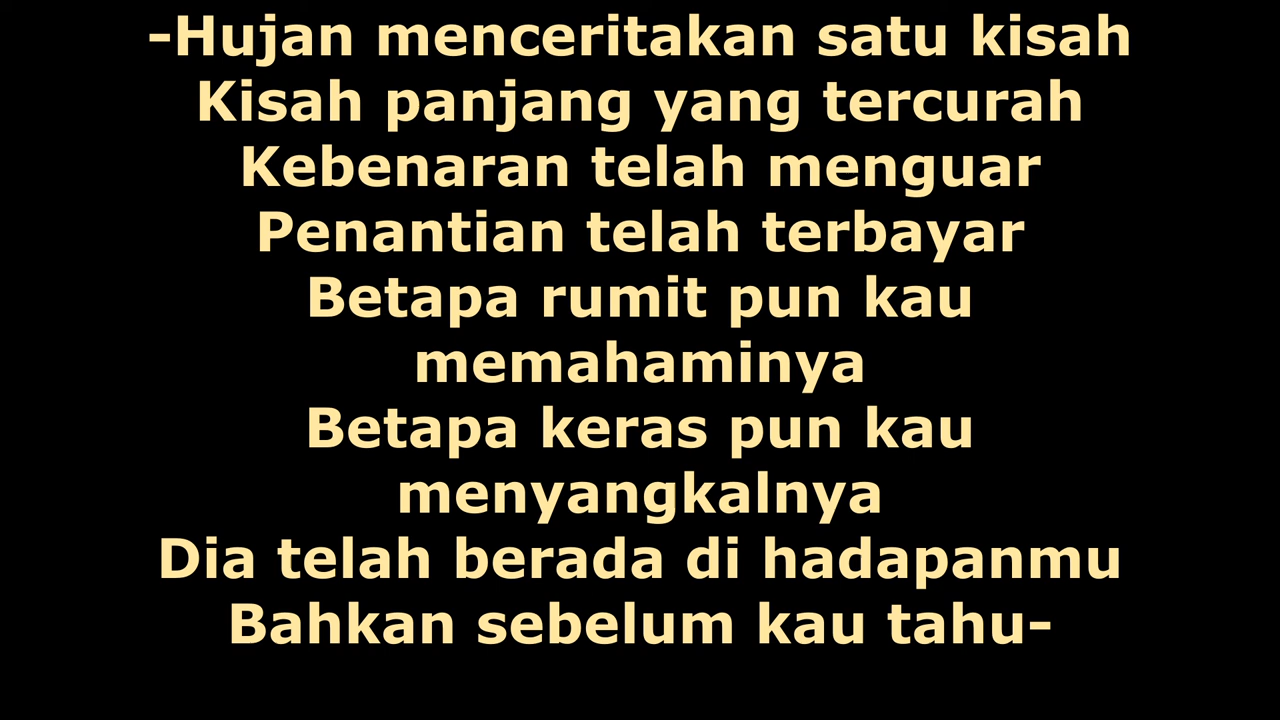 -Hujan menceritakan satu kisah
Kisah panjang yang tercurah
Kebenaran telah menguar
Penantian telah terbayar
Betapa rumit pun kau
memahaminya
Betapa keras pun kau
menyangkalnya
Dia telah berada di hadapanmu
Bahkan sebelum kau tahu-